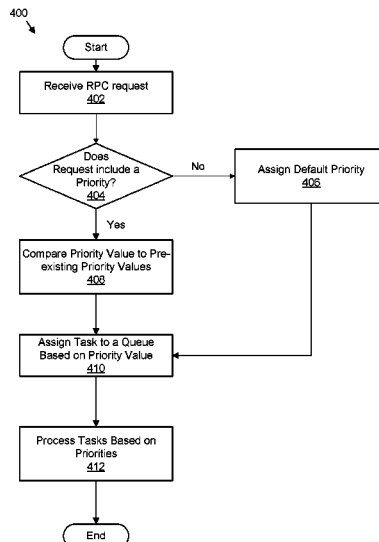 400
Start
Receive RPC request
402
Does
Request include a
Priority?
404
No
Assign Default Priority
406
Yes
Compare Priority Value to Pre-
existing Priority Values
408
Assign Task to a Queue
Based on Priority Value
410
Process Tasks Based on
Priorities
412
End